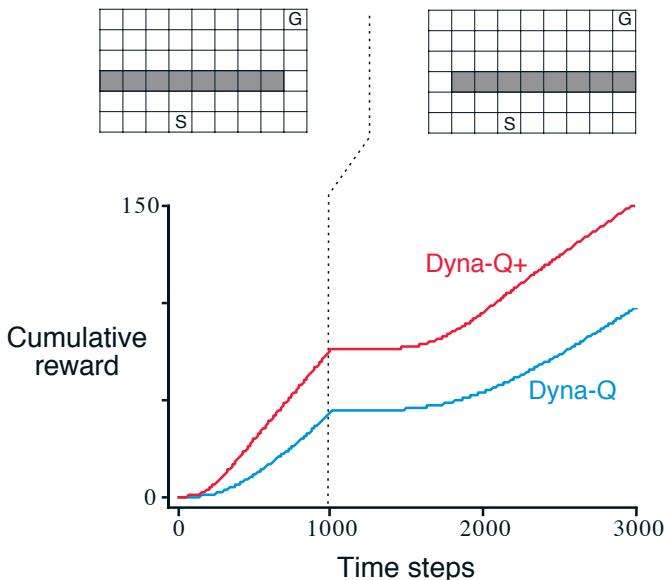 G
G
S
S
150
Dyna-Q+
Cumulative
reward
Dyna-Q
0
0
1000
2000
3000
Time steps